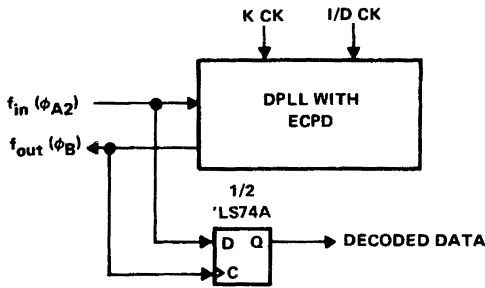 K CK
I/D CK
DPLL WITH
ECPD
fin (ϕA2)
fout (ϕB)
1/2
'LS74A
D Q
C
DECODED DATA